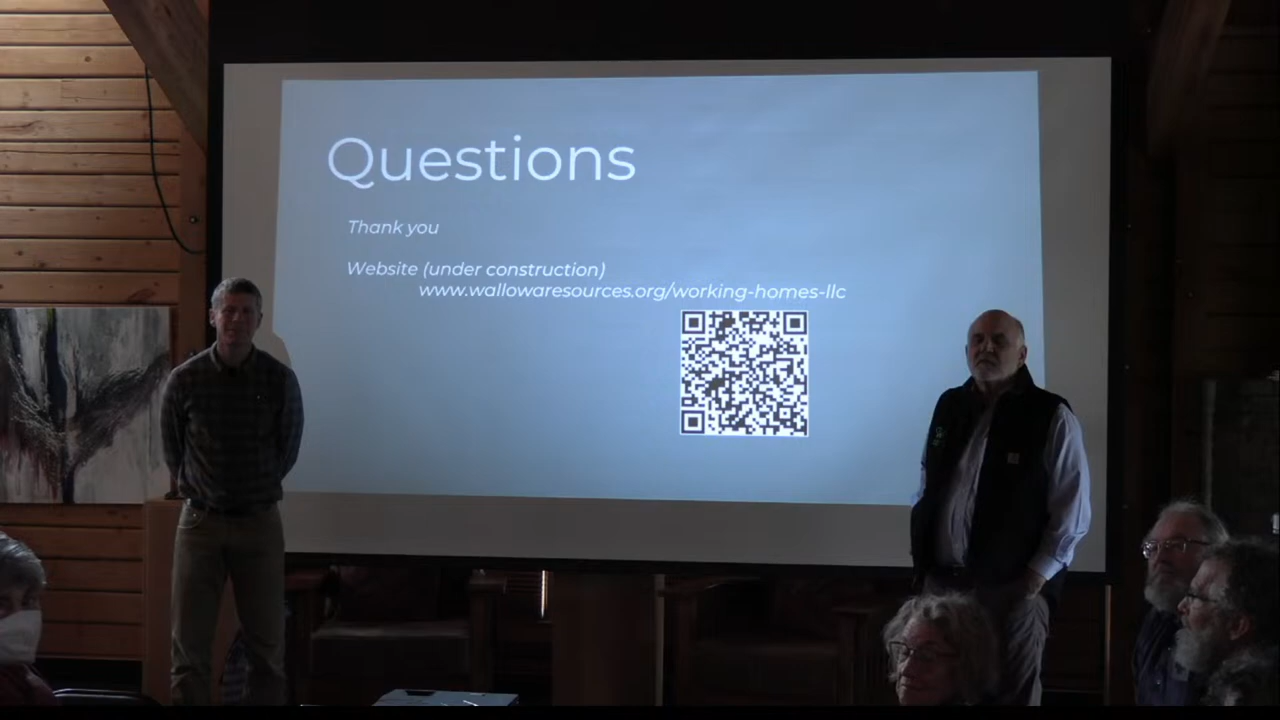 Questions
Thank you
Website (under construction)
www.wallowaresources.org/working-homes-llc